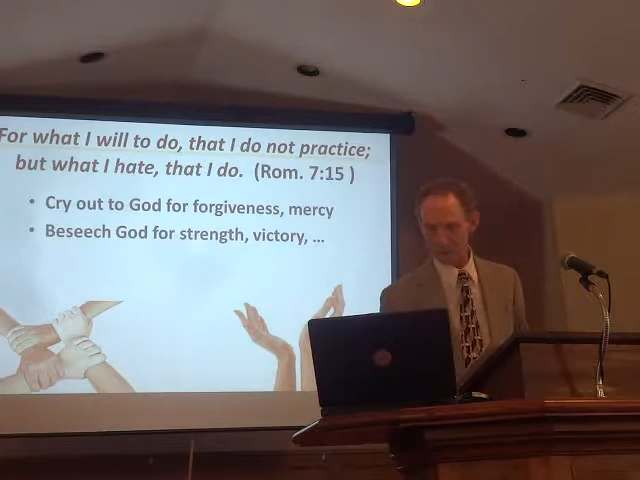 For what I will to do, that I do not practice;
but what I hate, that I do. (Rom. 7:15 )
• Cry out to God for forgiveness, mercy
• Beseech God for strength, victory, ...